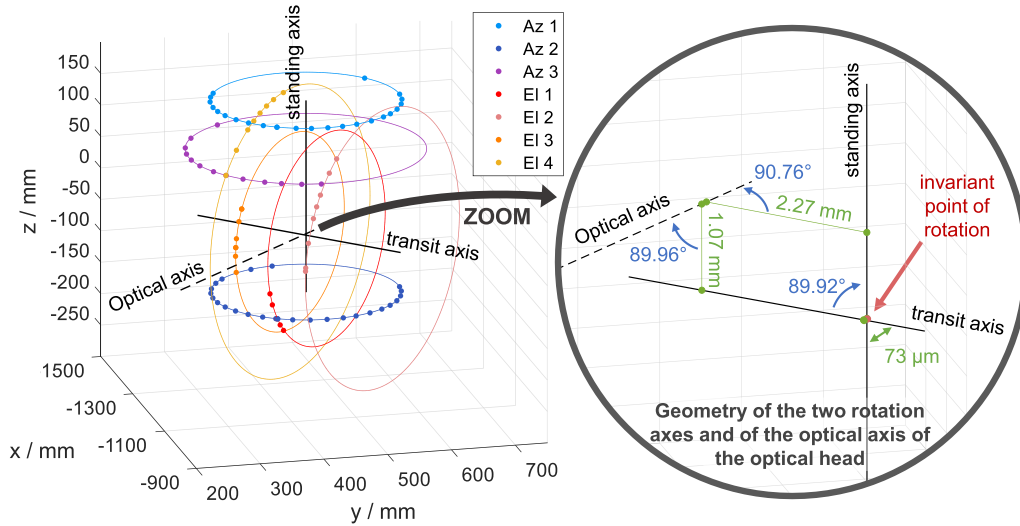 150
100
50
0
-50
-100
-150
-200
-250
z / mm
1500
-1300
-1100
-900
x / mm
200
300
400
500
600
700
y / mm
standing axis
transit axis
Optical axis
Az 1
Az 2
Az 3
El 1
El 2
El 3
El 4
ZOOM
standing axis
90.76°
invariant
point of
rotation
Optical axis
2.27 mm
1.07 mm
89.96°
89.92°
transit axis
73 µm
Geometry of the two rotation
axes and of the optical axis of
the optical head